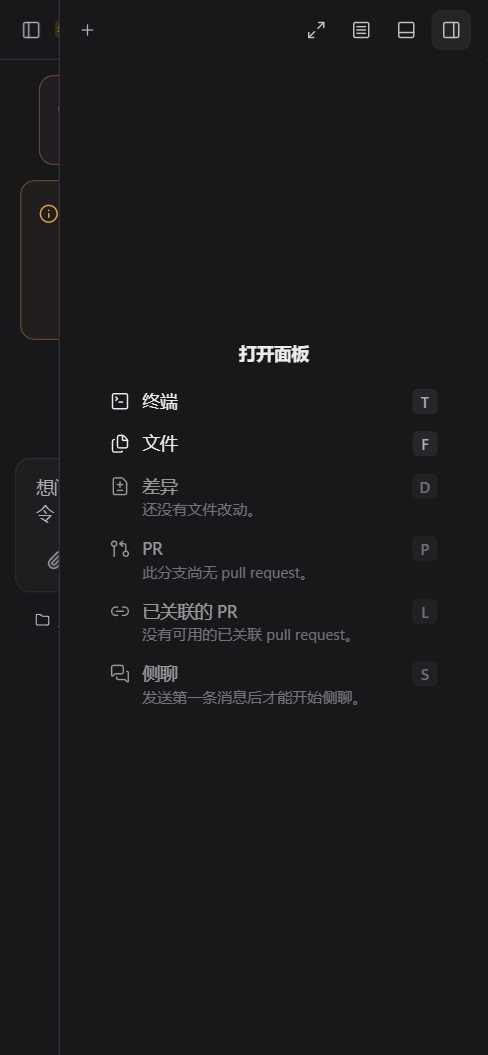 打开面板
终端 T
文件 F
差异 D
还没有文件改动。
想
令
PR P
此分支尚无 pull request。
已关联的 PR L
没有可用的已关联 pull request。
侧聊 S
发送第一条消息后才能开始侧聊。